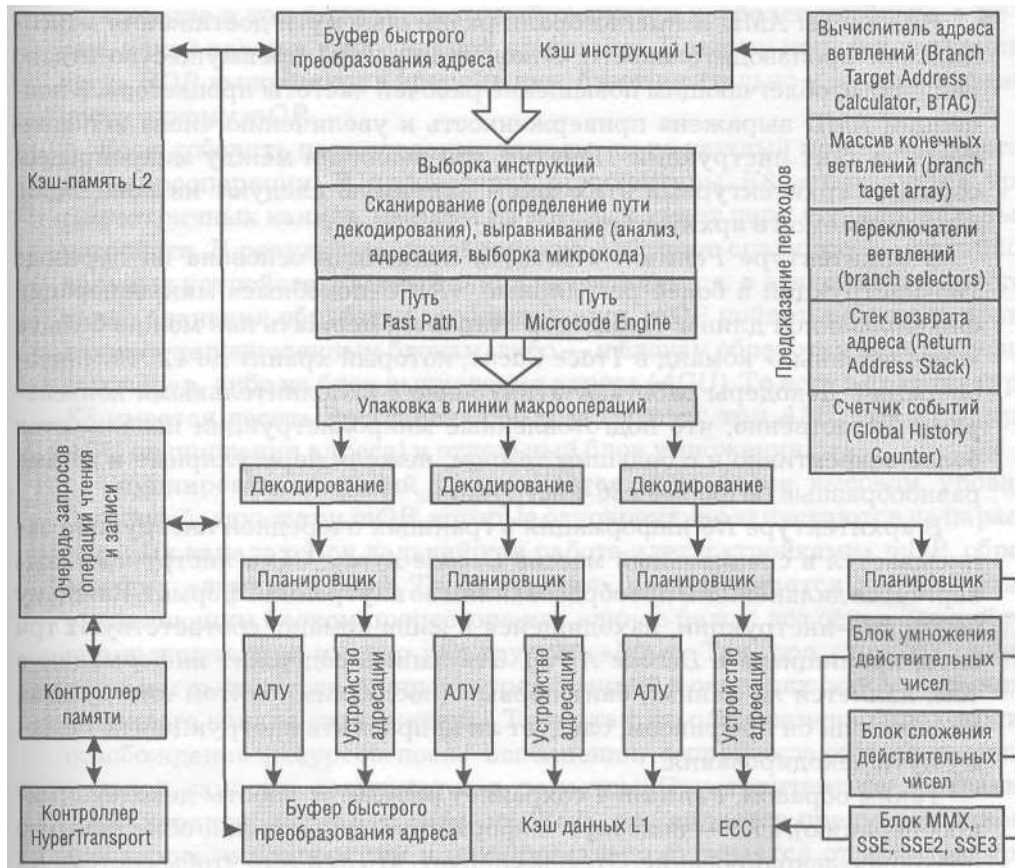 Буфер быстрого
преобразования адреса
Кэш инструкций L1
Вычислитель адреса
ветвлений (Branch
Target Address
Calculator, BTAC)
Кэш-память L2
Выборка инструкций
Сканирование (определение пути
декодирования), выравнивание (анализ,
адресация, выборка микрокода)
Путь
Fast Path
Путь
Microcode Engine
Предсказание переходов
Массив конечных
ветвлений (branch
taget array)
Переключатели
ветвлений
(branch selectors)
Стек возврата
адреса (Return
Address Stack)
Счетчик событий
(Global History
Counter)
Упаковка в линии макроопераций
Очередь запросов
операций чтения
и записи
Декодирование
Декодирование
Декодирование
Планировщик
Планировщик
Планировщик
Планировщик
АЛУ
Устройство
адресации
АЛУ
Устройство
адресации
АЛУ
Устройство
адресации
Блок умножения
действительных
чисел
Контроллер
памяти
Блок сложения
действительных
чисел
Контроллер
HyperTransport
Буфер быстрого
преобразования адреса
Кэш данных L1
ECC
Блок MMX,
SSE, SSE2, SSE3